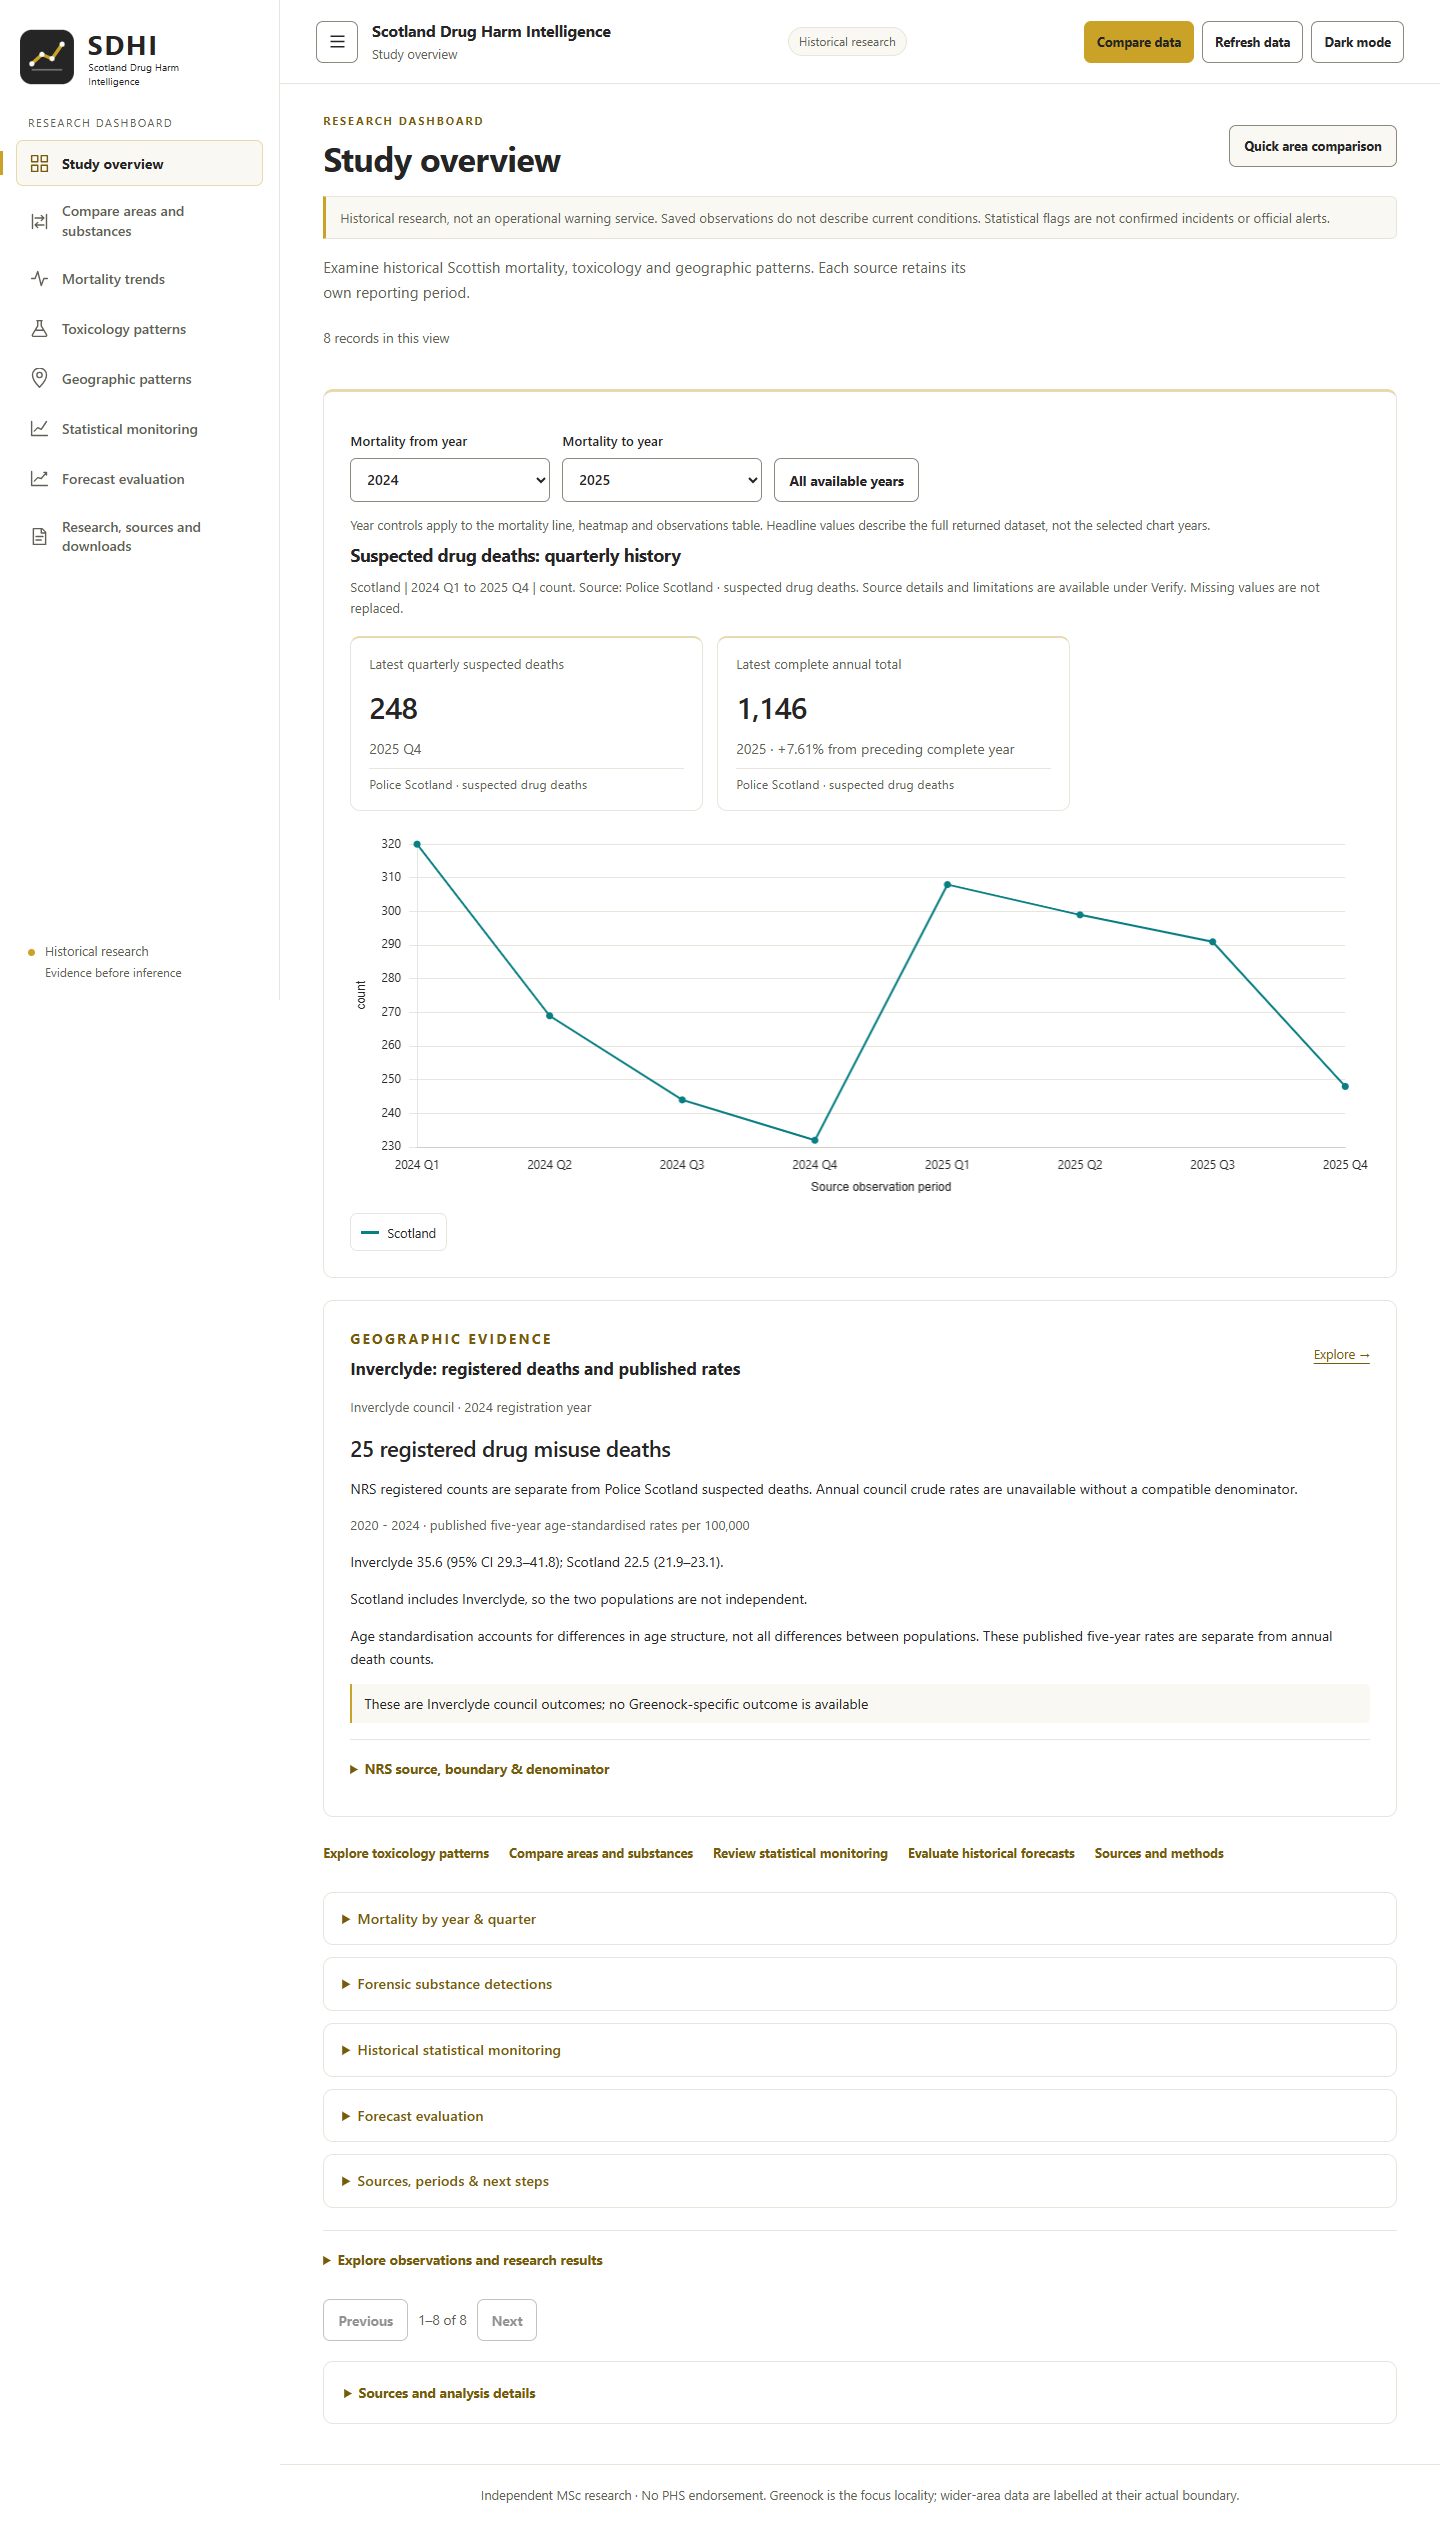 SDHI
Scotland Drug Harm
Intelligence
RESEARCH DASHBOARD
Study overview
Compare areas and
substances
Mortality trends
Toxicology patterns
Geographic patterns
Statistical monitoring
Forecast evaluation
Research, sources and
downloads
Historical research
Evidence before inference
Scotland Drug Harm Intelligence
Study overview
Historical research
Compare data
Refresh data
Dark mode
RESEARCH DASHBOARD
Study overview
Quick area comparison
Historical research, not an operational warning service. Saved observations do not describe current conditions. Statistical flags are not confirmed incidents or official alerts.
Examine historical Scottish mortality, toxicology and geographic patterns. Each source retains its
own reporting period.
8 records in this view
Mortality from year
Mortality to year
2024
2025
All available years
Year controls apply to the mortality line, heatmap and observations table. Headline values describe the full returned dataset, not the selected chart years.
Suspected drug deaths: quarterly history
Scotland | 2024 Q1 to 2025 Q4 | count. Source: Police Scotland · suspected drug deaths. Source details and limitations are available under Verify. Missing values are not
replaced.
Latest quarterly suspected deaths
248
2025 Q4
Police Scotland · suspected drug deaths
Latest complete annual total
1,146
2025 · +7.61% from preceding complete year
Police Scotland · suspected drug deaths
320
310
300
290
280
270
260
250
240
230
count
2024 Q1
2024 Q2
2024 Q3
2024 Q4
2025 Q1
2025 Q2
2025 Q3
2025 Q4
Source observation period
Scotland
GEOGRAPHIC EVIDENCE
Inverclyde: registered deaths and published rates
Explore →
Inverclyde council · 2024 registration year
25 registered drug misuse deaths
NRS registered counts are separate from Police Scotland suspected deaths. Annual council crude rates are unavailable without a compatible denominator.
2020 - 2024 · published five-year age-standardised rates per 100,000
Inverclyde 35.6 (95% CI 29.3–41.8); Scotland 22.5 (21.9–23.1).
Scotland includes Inverclyde, so the two populations are not independent.
Age standardisation accounts for differences in age structure, not all differences between populations. These published five-year rates are separate from annual
death counts.
These are Inverclyde council outcomes; no Greenock-specific outcome is available
NRS source, boundary & denominator
Explore toxicology patterns
Compare areas and substances
Review statistical monitoring
Evaluate historical forecasts
Sources and methods
Mortality by year & quarter
Forensic substance detections
Historical statistical monitoring
Forecast evaluation
Sources, periods & next steps
Explore observations and research results
Previous
1–8 of 8
Next
Sources and analysis details
Independent MSc research · No PHS endorsement. Greenock is the focus locality; wider-area data are labelled at their actual boundary.